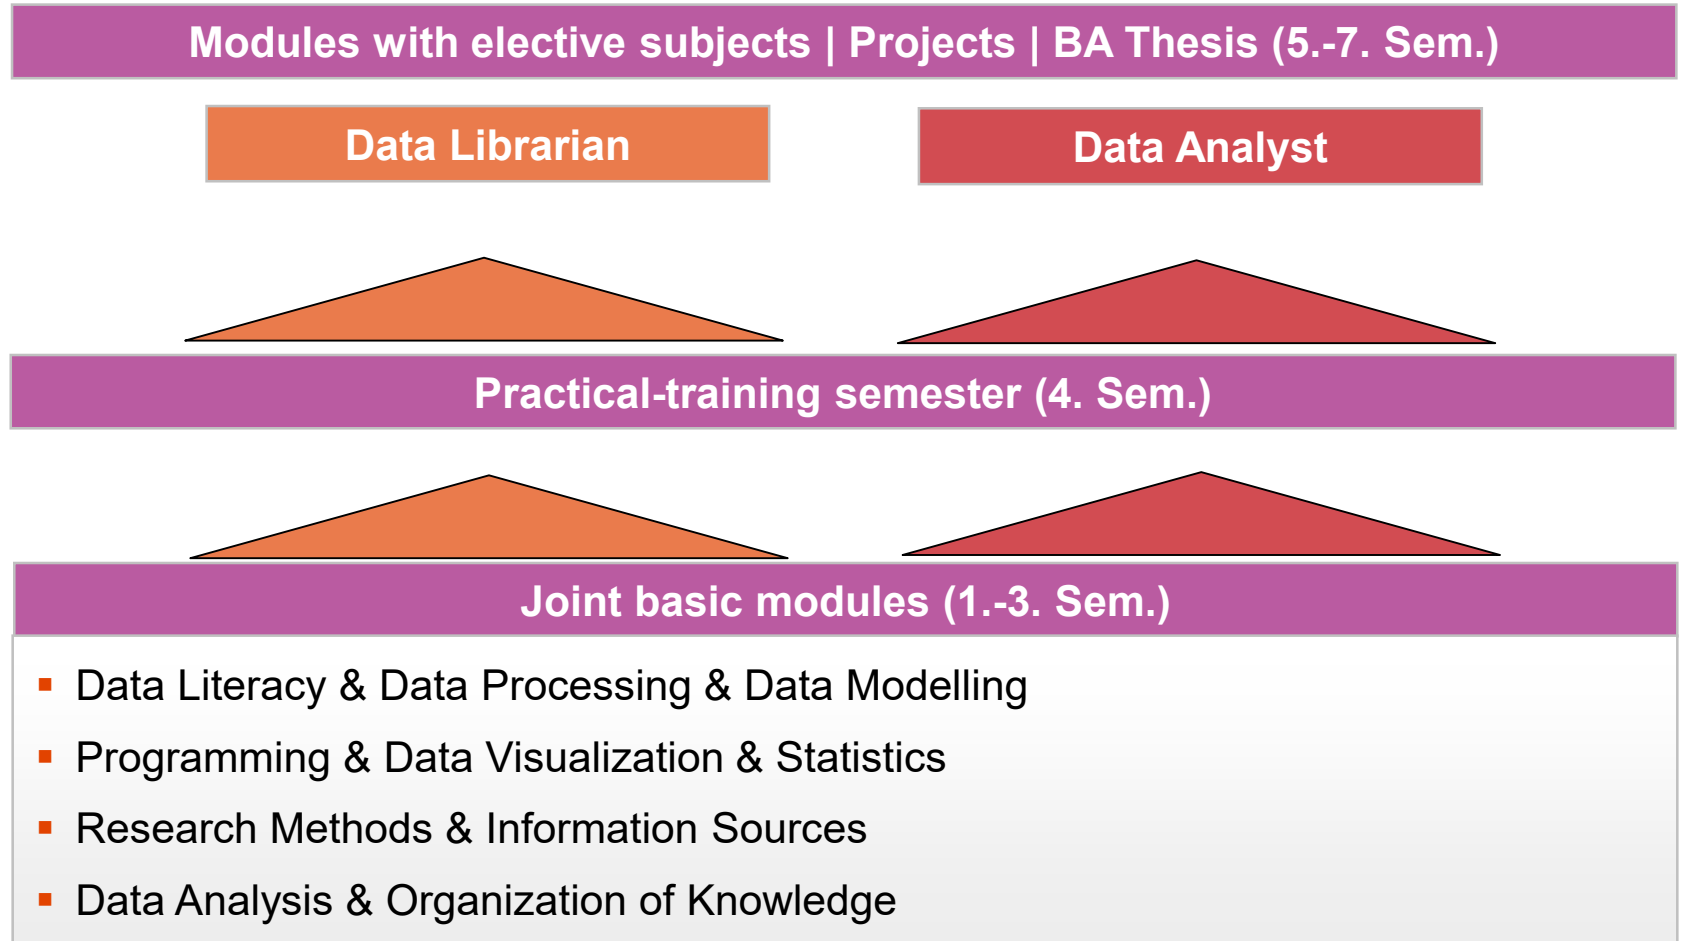 Modules with elective subjects | Projects | BA Thesis (5.-7. Sem.)
Data Librarian
Data Analyst
Practical-training semester (4. Sem.)
Joint basic modules (1.-3. Sem.)
▪ Data Literacy & Data Processing & Data Modelling
▪ Programming & Data Visualization & Statistics
▪ Research Methods & Information Sources
▪ Data Analysis & Organization of Knowledge